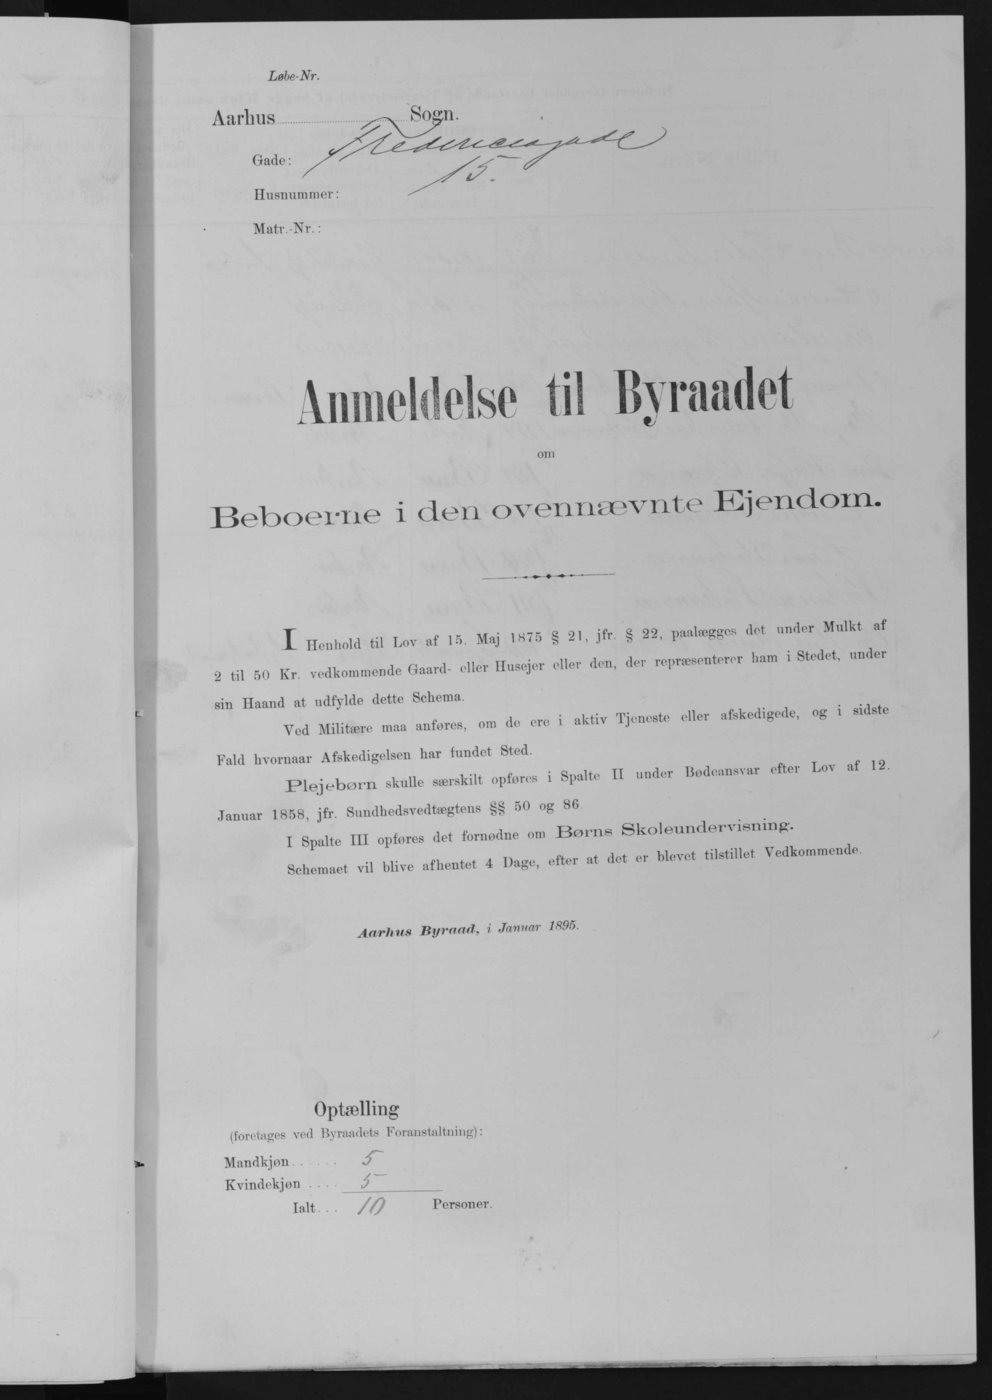 Løbe-Nr.
Aarhus Sogn.
Gade: Fredericiagade
Husnummer: 15.
Matr.-Nr.:
Anmeldelse til Byraadet
om
Beboerne i den ovennævnte Ejendom.
I Henhold til Lov af 15. Maj 1875 § 21, jfr. § 22, paalægges det under Mulkt af
2 til 50 Kr. vedkommende Gaard- eller Husejer eller den, der repræsenterer ham i Stedet, under
sin Haand at udfylde dette Schema.
Ved Militære maa anføres, om de ere i aktiv Tjeneste eller afskedigede, og i sidste
Fald hvornaar Afskedigelsen har fundet Sted.
Plejebørn skulle særskilt opføres i Spalte II under Bødeansvar efter Lov af 12.
Januar 1858, jfr. Sundhedsvedtægtens §§ 50 og 86.
I Spalte III opføres det fornødne om Børns Skoleundervisning.
Schemaet vil blive afhentet 4 Dage, efter at det er blevet tilstillet Vedkommende.
Aarhus Byraad, i Januar 1895.
Optælling
(foretages ved Byraadets Foranstaltning):
Mandkjøn...... 5
Kvindekjøn.... 5
Ialt... 10 Personer.